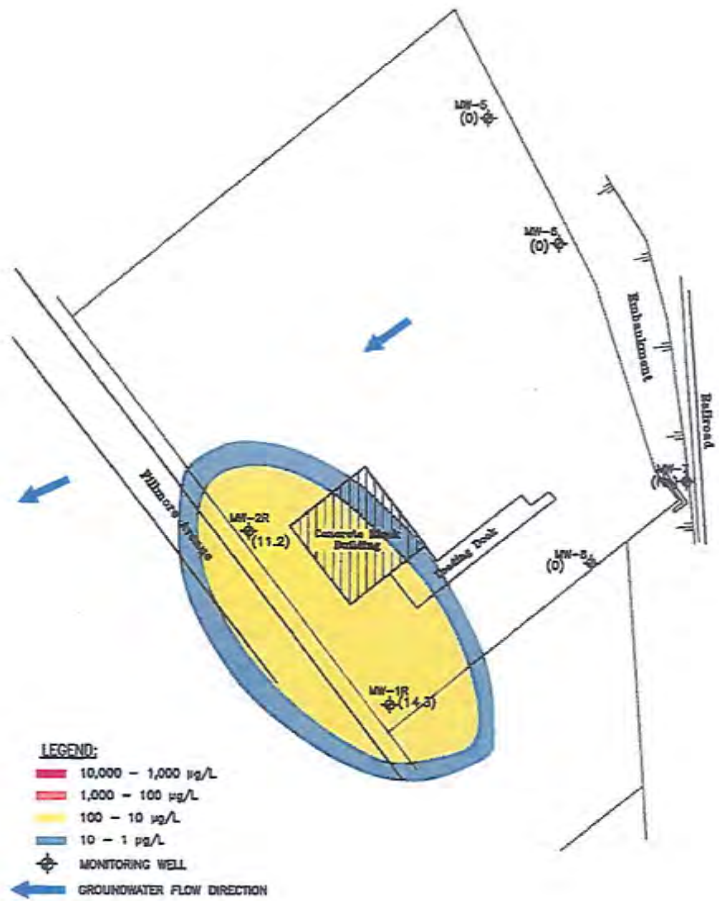 MW-5
(0)
MW-6
(0)
Embankment
Railroad
Fillmore Avenue
MW-2R
(11.2)
Concrete Block
Building
Loading Dock
(0)
MW-1R
(14.3)
LEGEND:
10,000 – 1,000 µg/L
1,000 – 100 µg/L
100 – 10 µg/L
10 – 1 µg/L
MONITORING WELL
GROUNDWATER FLOW DIRECTION